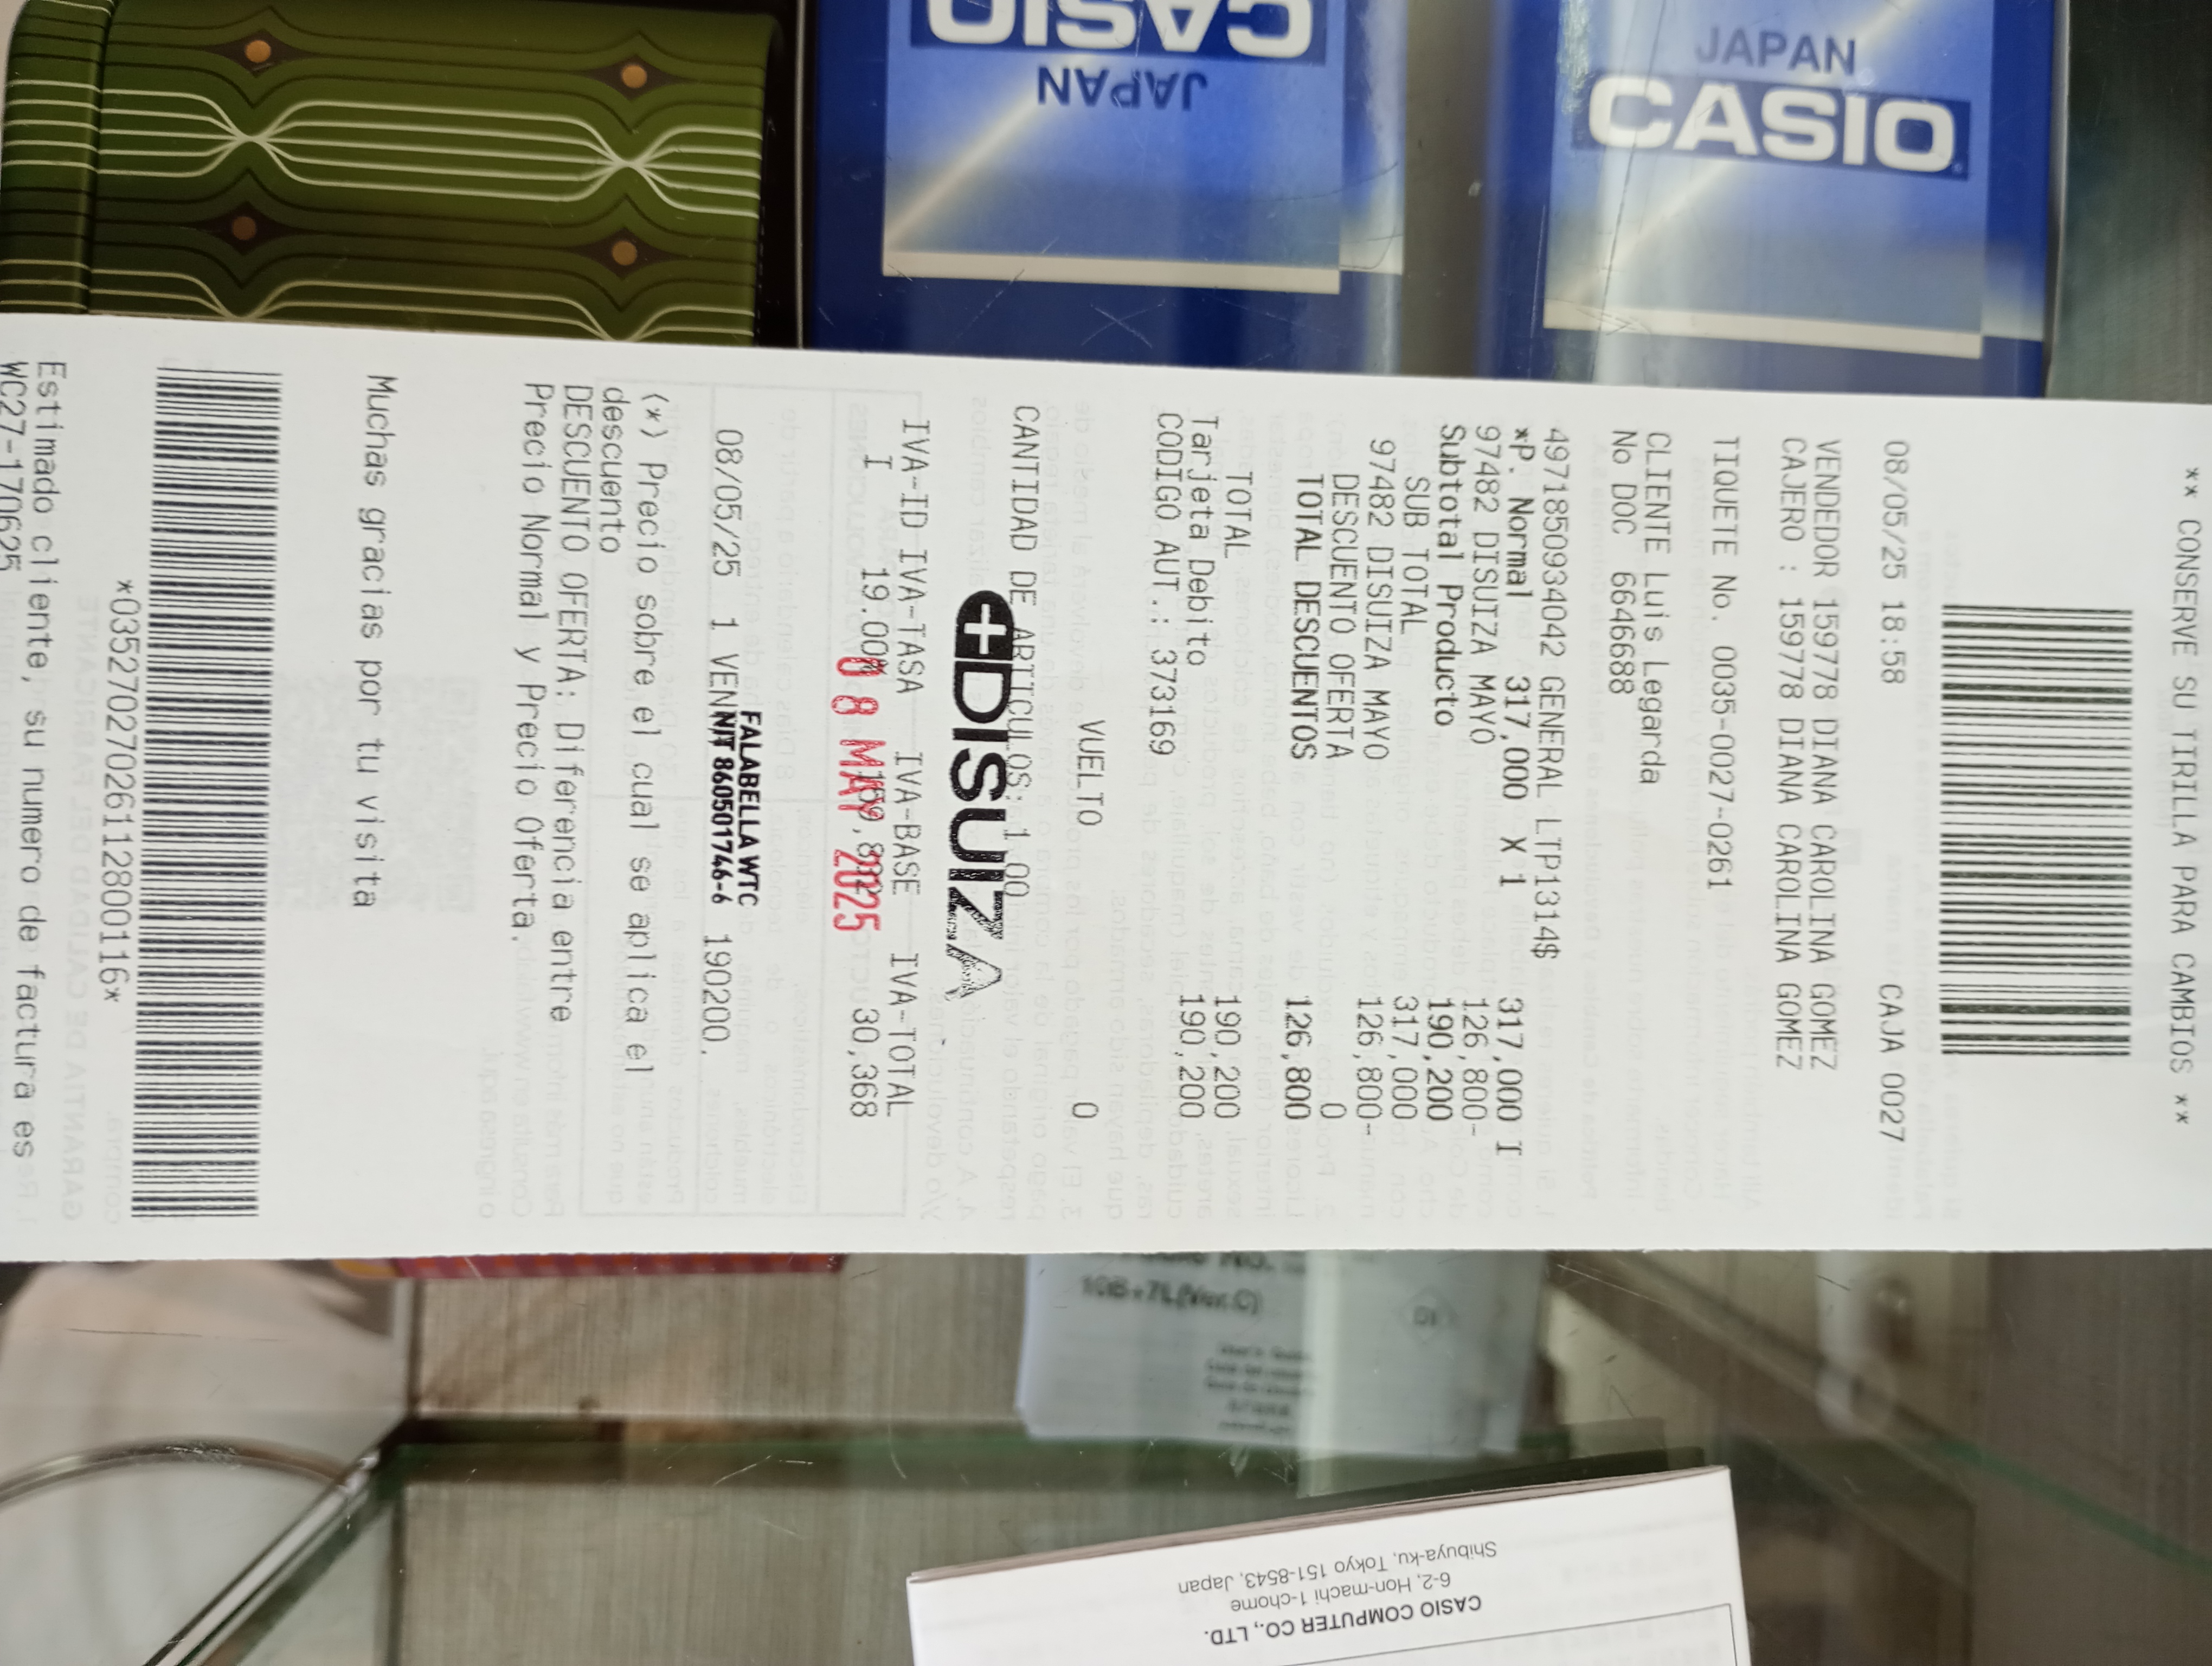 ** CONSERVE SU TIRILLA PARA CAMBIOS **
08/05/25 18:58 CAJA 0027
VENDEDOR 159778 DIANA CAROLINA GOMEZ
CAJERO : 159778 DIANA CAROLINA GOMEZ
TIQUETE No. 0035-0027-0261
CLIENTE Luis Legarda
No DOC 6646688
4971850934042 GENERAL LTP1314$
*P. Normal 317,000 X 1 317,000 I
97482 DISUIZA MAYO 126,800-
Subtotal Producto 190,200
SUB TOTAL 317,000
97482 DISUIZA MAYO 126,800-
DESCUENTO OFERTA 0
TOTAL DESCUENTOS 126,800
TOTAL 190,200
Tarjeta Debito 190,200
CODIGO AUT.: 373169
VUELTO 0
CANTIDAD DE ARTICULOS: 1.00
+DISUIZA
IVA-ID IVA-TASA IVA-BASE IVA-TOTAL
I 19.00% 30,368
08 MAY 2025
FALABELLA WTC
NIT 860501746-6
08/05/25 1 VEN 190200.
(*) Precio sobre el cual se aplica el
descuento
DESCUENTO OFERTA: Diferencia entre
Precio Normal y Precio Oferta.
Muchas gracias por tu visita
*035270270261128001116*
Estimado cliente, su numero de factura es
WC27-170625
CASIO
JAPAN
JAPAN
CASIO
CASIO COMPUTER CO., LTD.
6-2, Hon-machi 1-chome
Shibuya-ku, Tokyo 151-8543, Japan